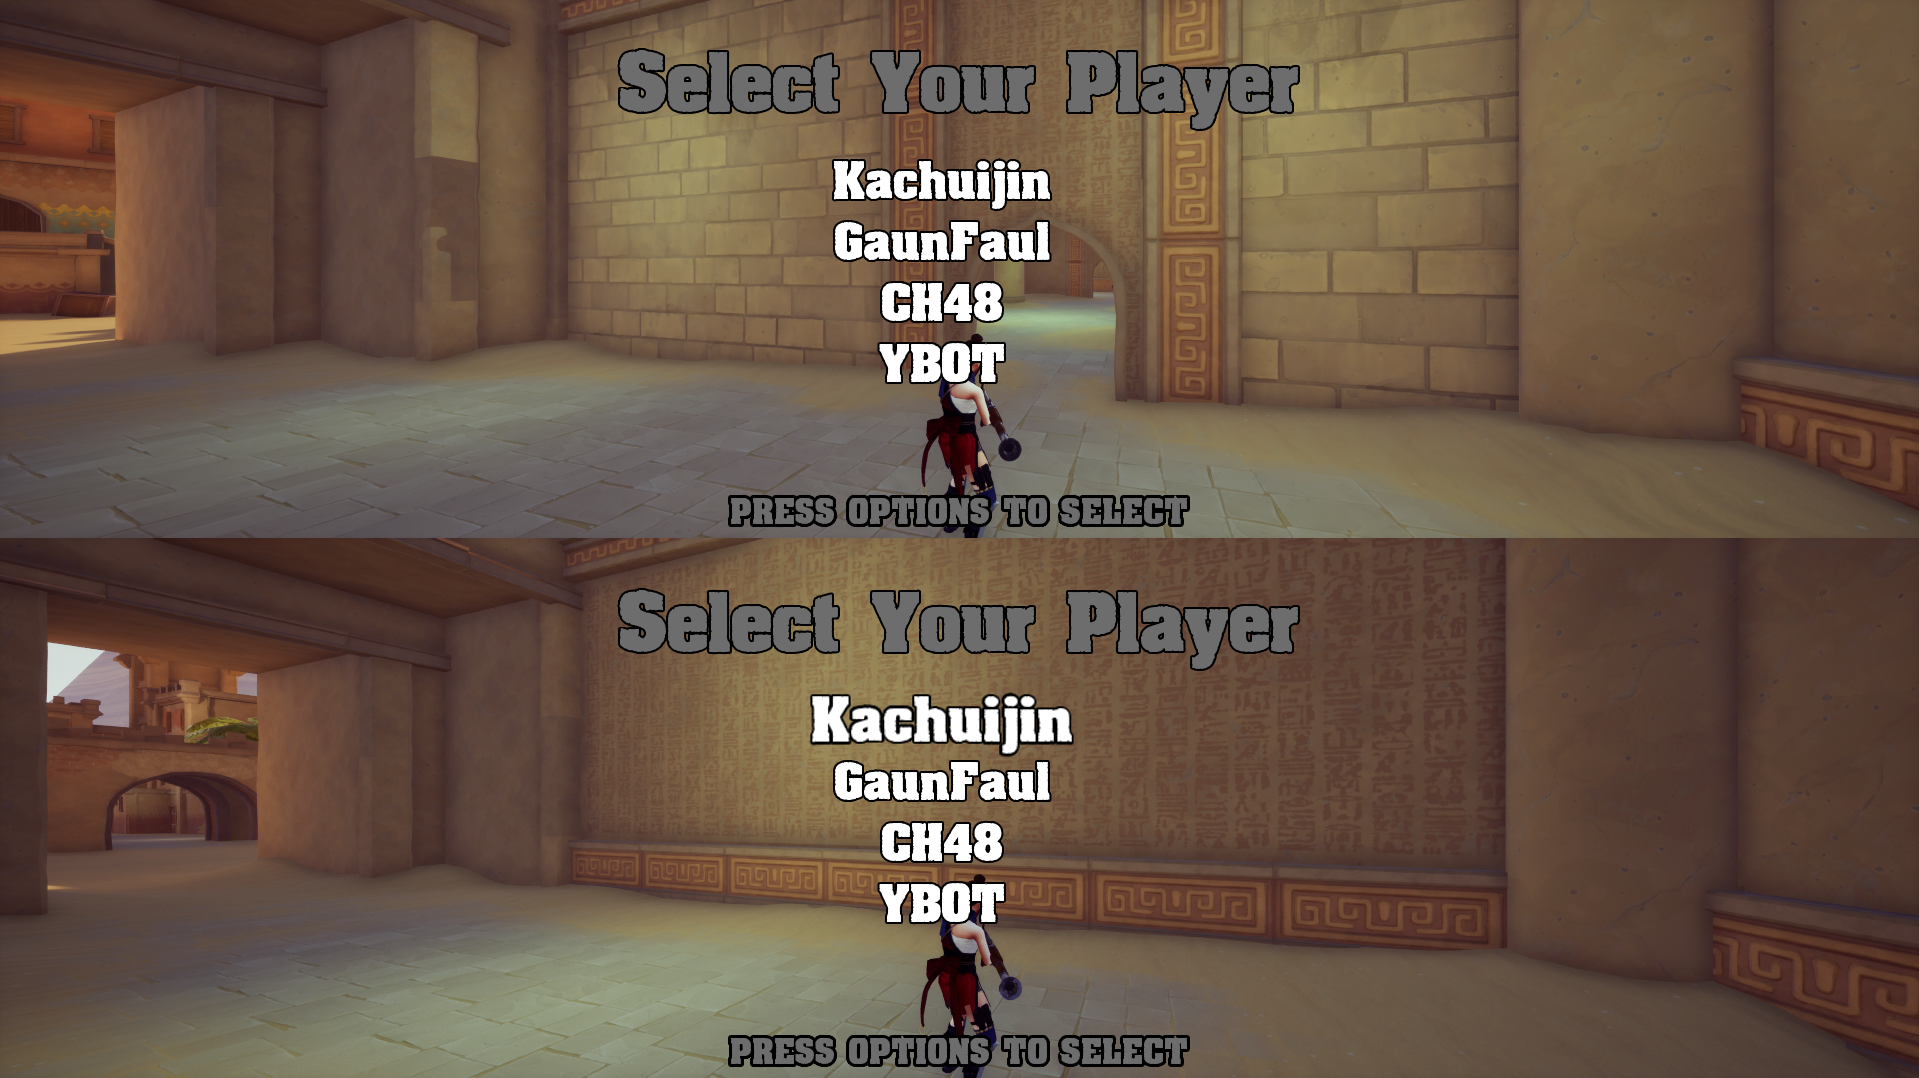 Select Your Player
Kachuijin
GaunFaul
CH48
YBOT
PRESS OPTIONS TO SELECT
Select Your Player
Kachuijin
GaunFaul
CH48
YBOT
PRESS OPTIONS TO SELECT